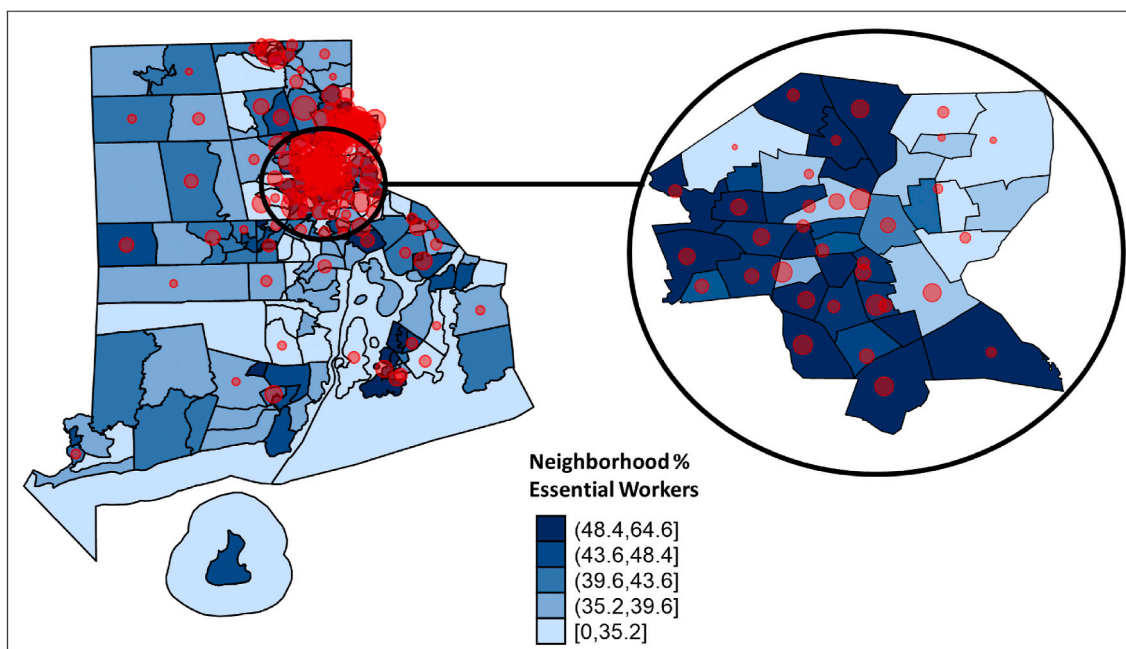 Neighborhood %
Essential Workers
(48.4,64.6]
(43.6,48.4]
(39.6,43.6]
(35.2,39.6]
[0,35.2]